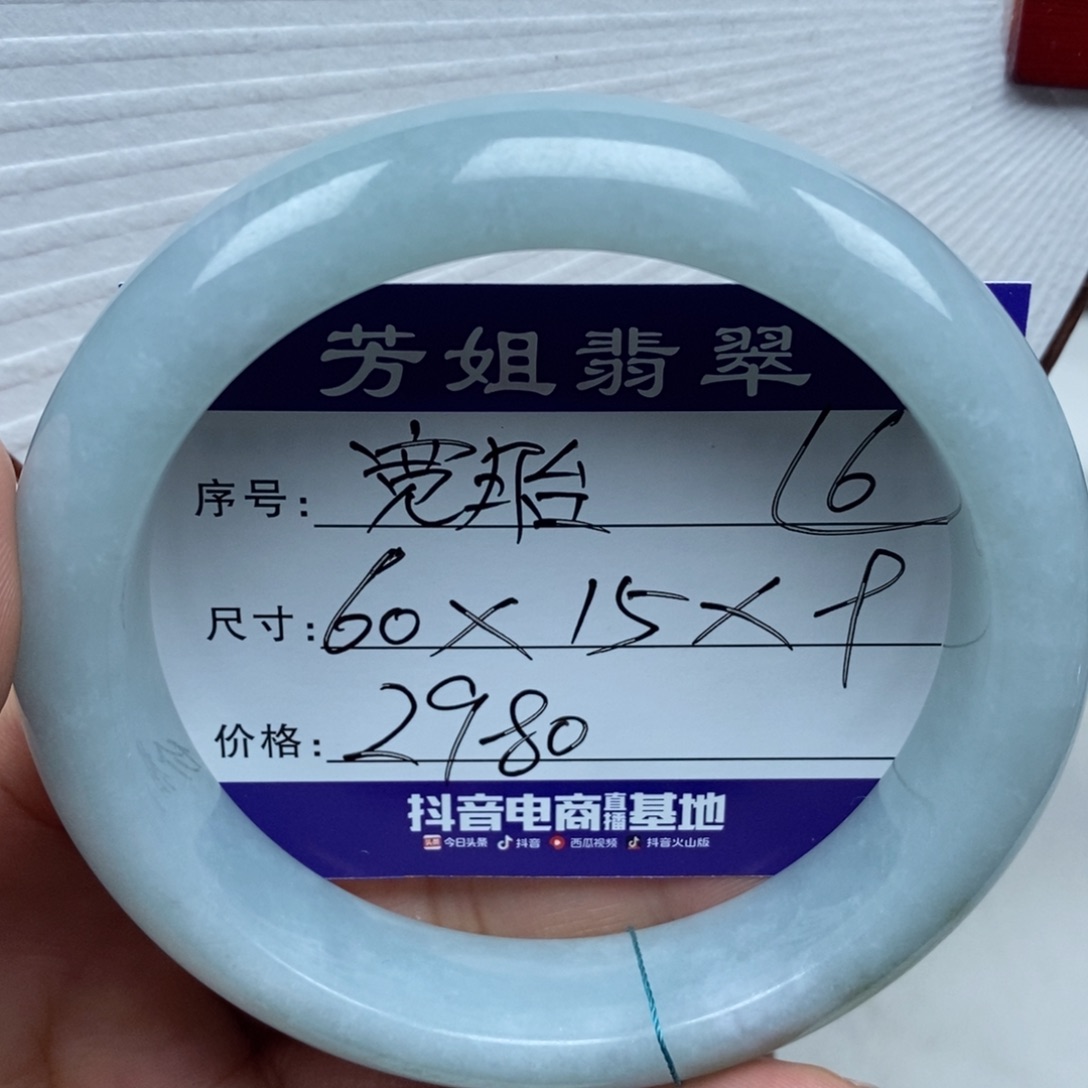 芳姐翡翠
序号: 宽胎 6
尺寸: 60×15×9
价格: 2980
抖音电商直播基地
今日头条 抖音 西瓜视频 抖音火山版